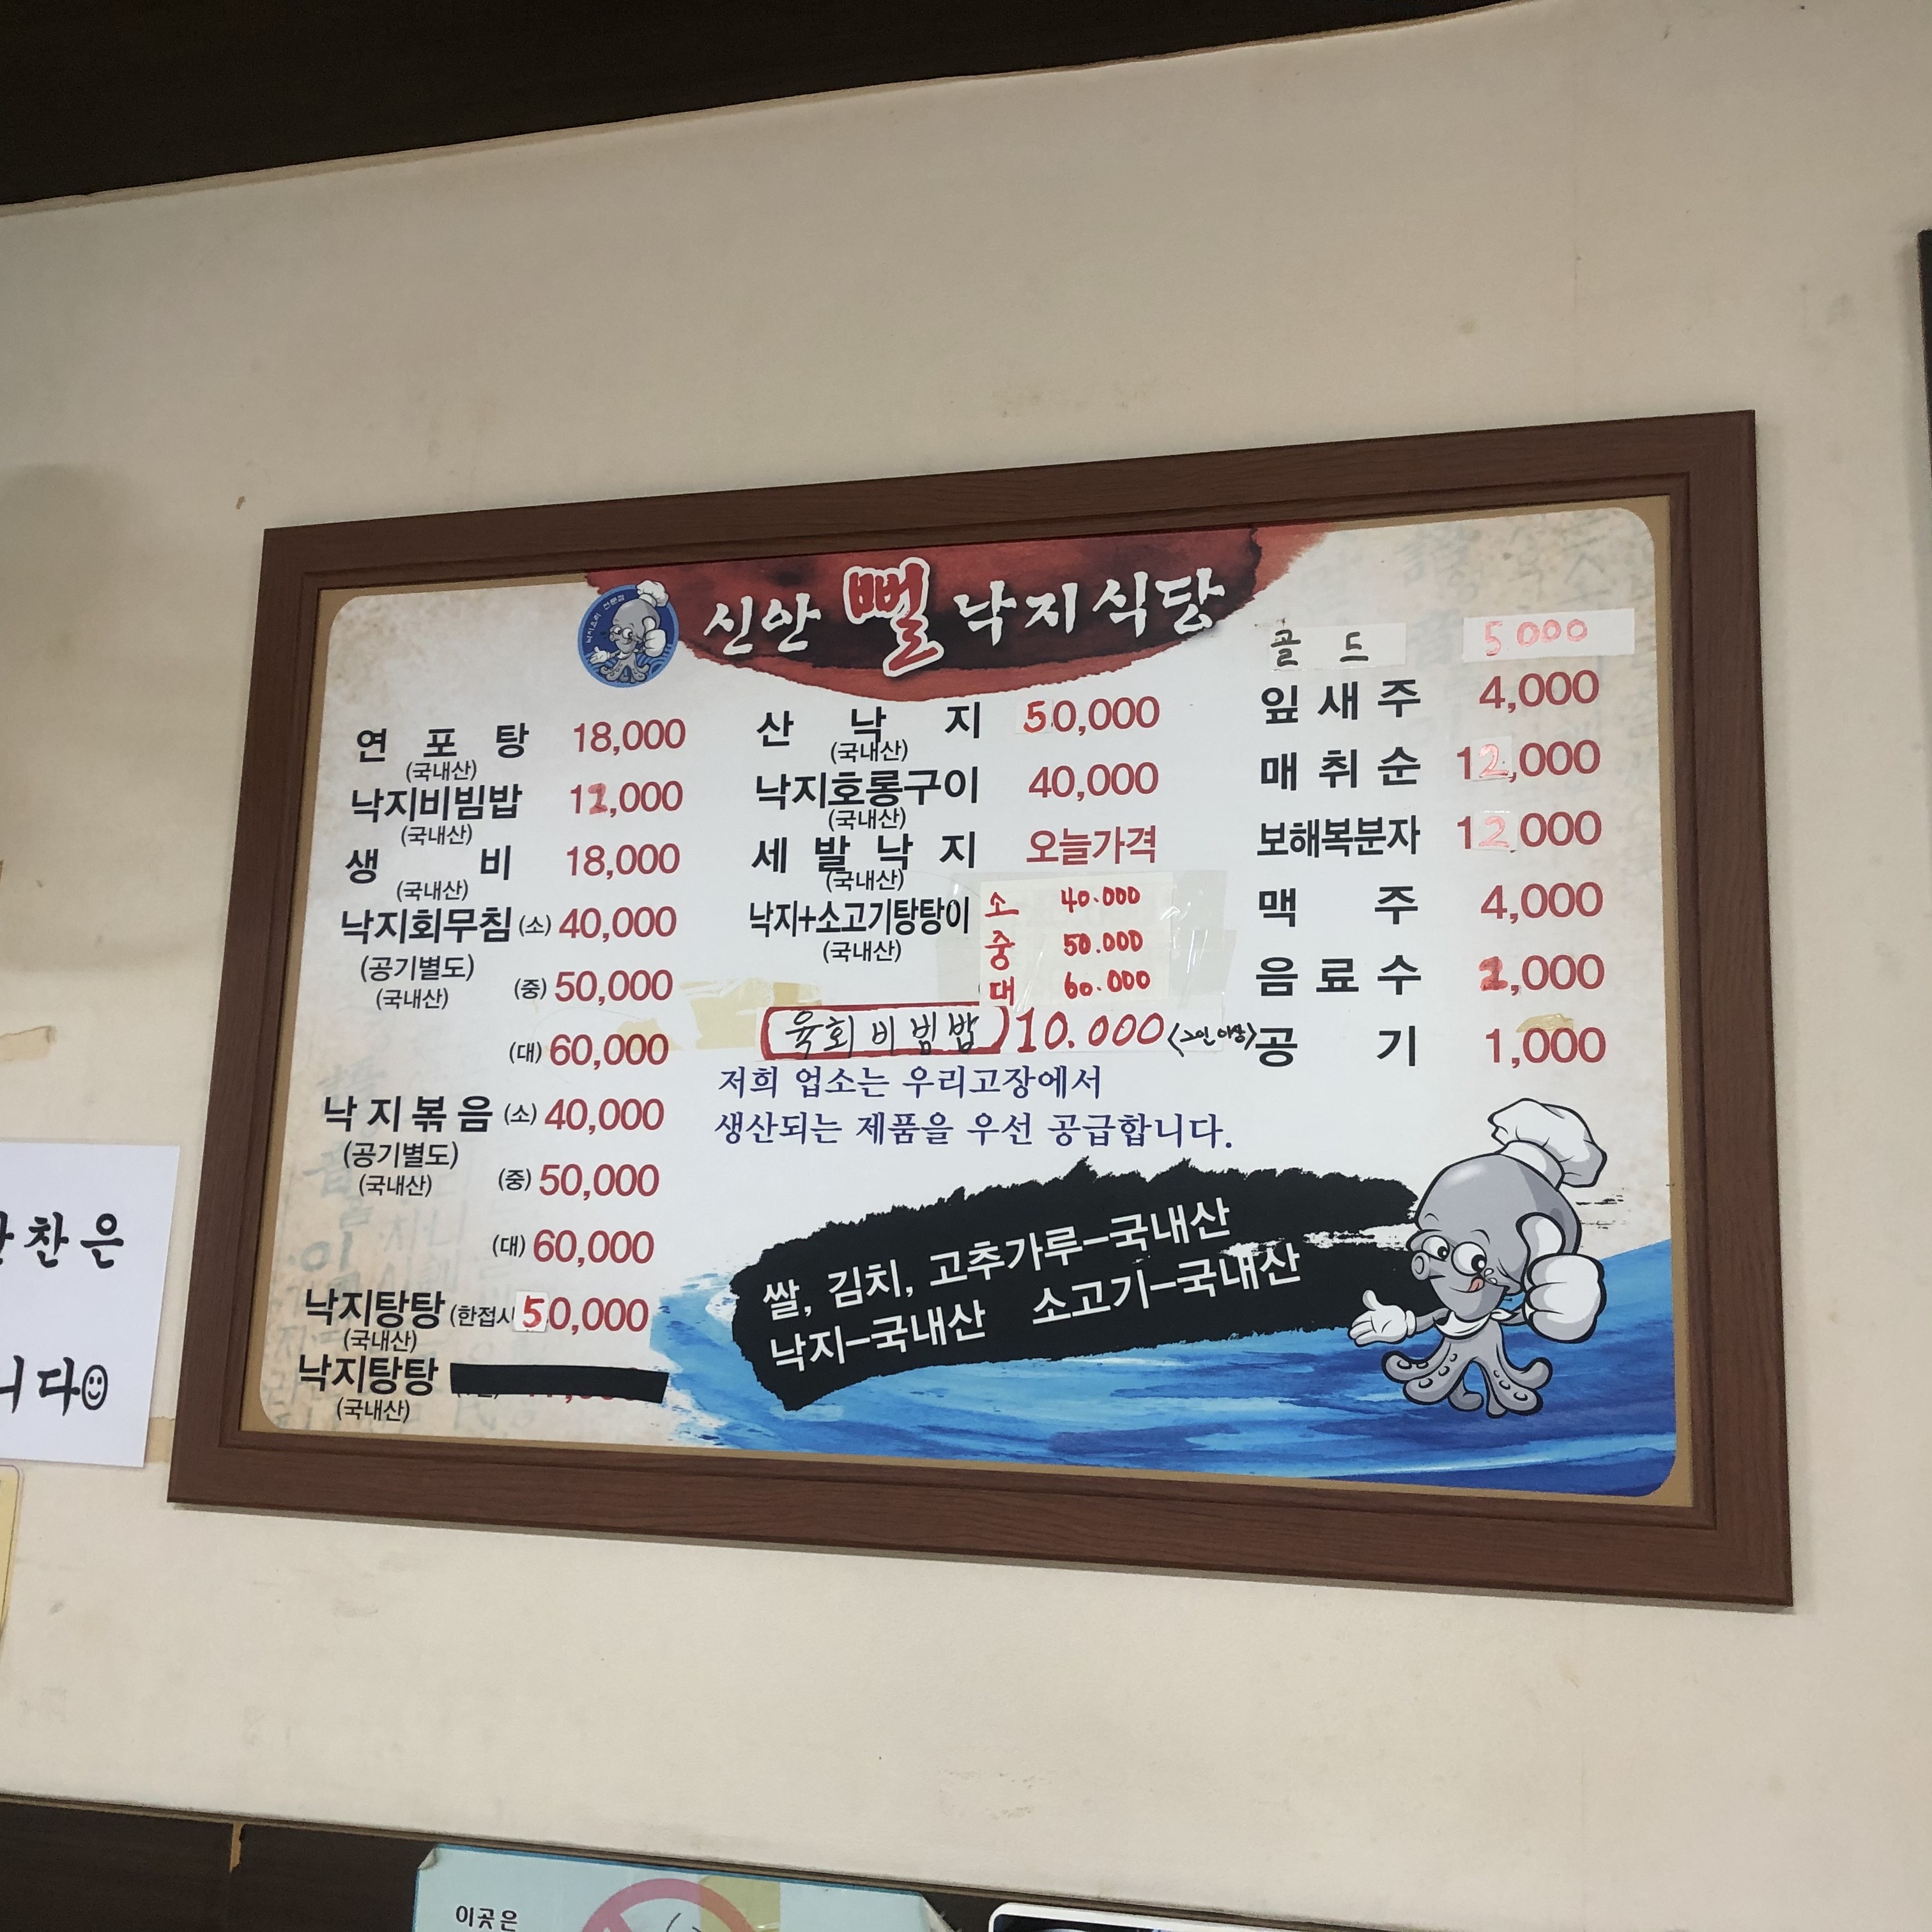 신안 뻘 낙지식당
연포탕 18,000
(국내산)
낙지비빔밥 12,000
(국내산)
생비 18,000
(국내산)
낙지회무침 (소) 40,000
(공기별도)
(국내산)
(중) 50,000
(대) 60,000
낙지볶음 (소) 40,000
(공기별도)
(국내산)
(중) 50,000
(대) 60,000
낙지탕탕 (한접시 50,000
(국내산)
낙지탕탕
(국내산)
산낙지 50,000
(국내산)
낙지호롱구이 40,000
(국내산)
세발낙지 오늘가격
(국내산)
낙지+소고기탕탕이 소 40.000
(국내산)
중 50.000
대 60.000
육회비빔밥 10.000 <2인 이상>
저희 업소는 우리고장에서
생산되는 제품을 우선 공급합니다.
골드 5000
잎새주 4,000
매취순 12,000
보해복분자 12,000
맥주 4,000
음료수 2,000
공기 1,000
쌀, 김치, 고추가루-국내산
낙지-국내산 소고기-국내산
찬은
니다
이곳은